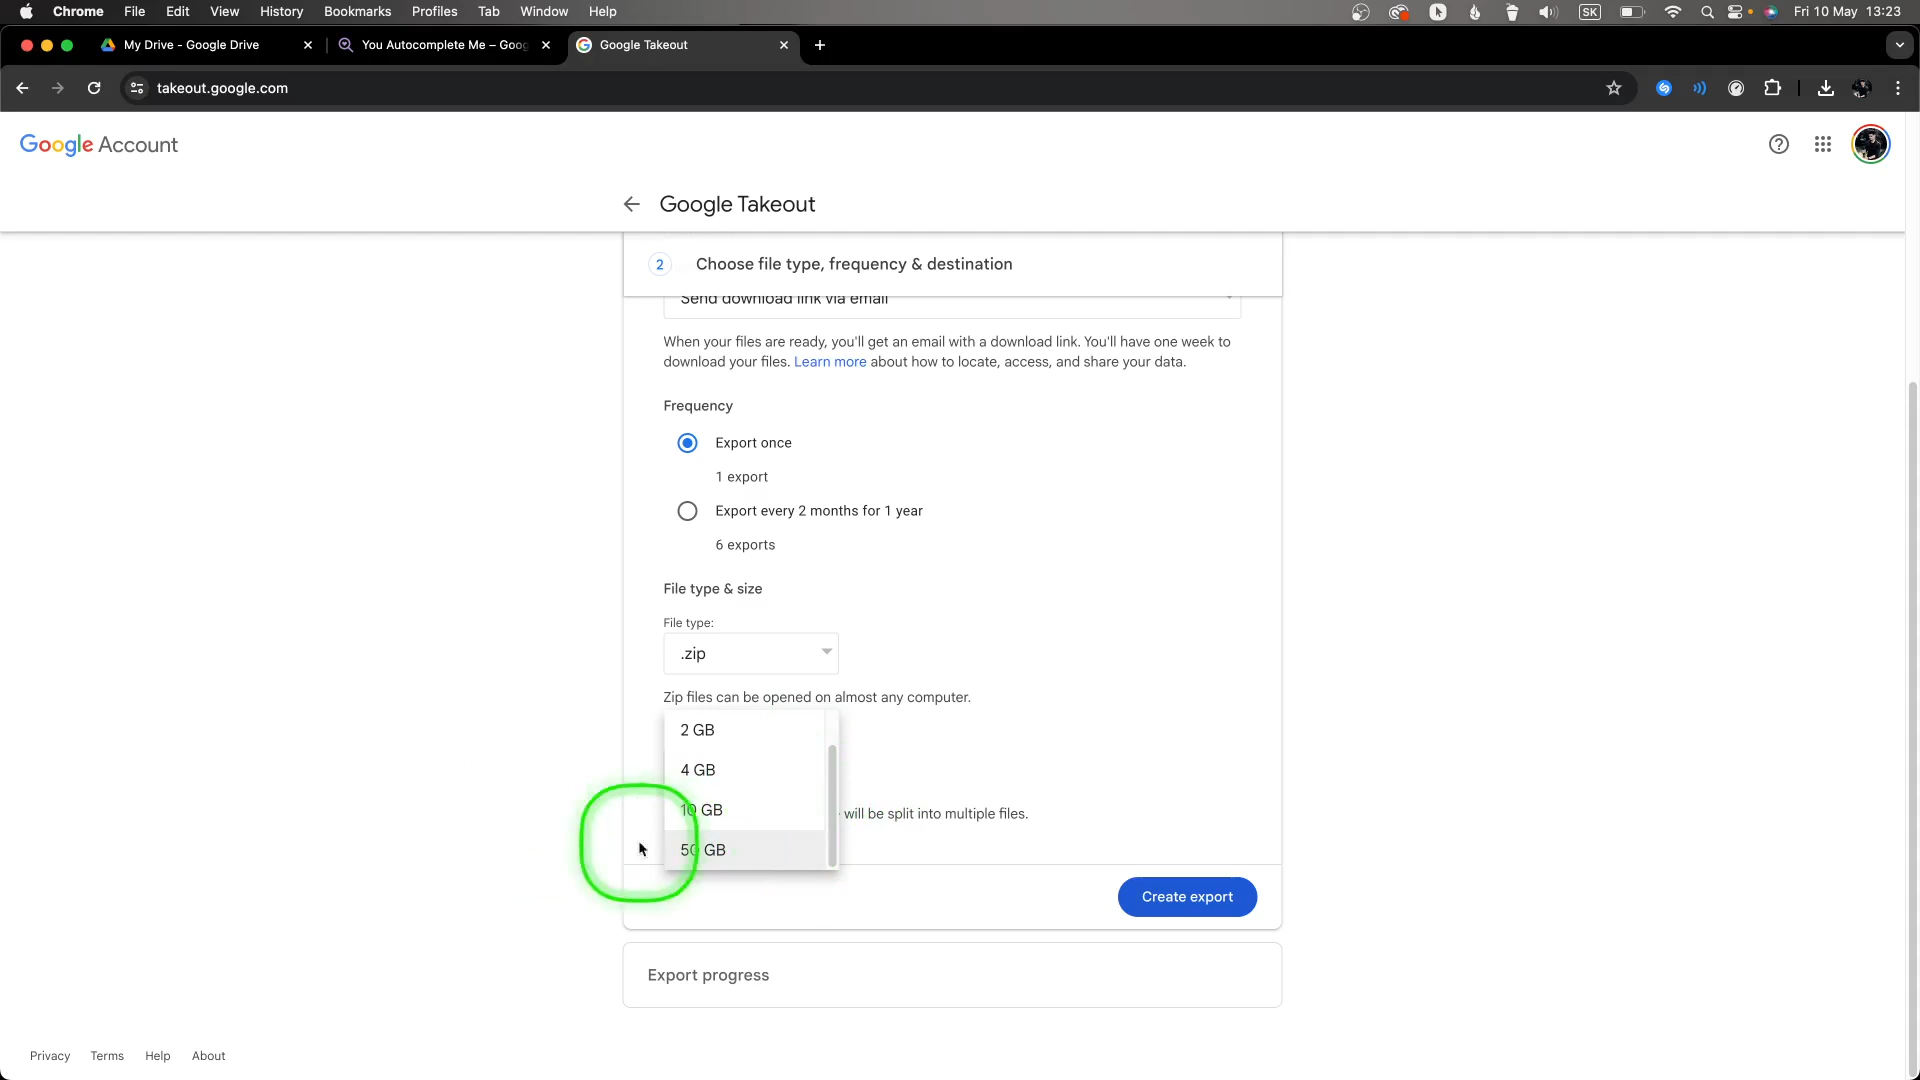 Chrome File Edit View History Bookmarks Profiles Tab Window Help SK Fri 10 May 13:23
My Drive - Google Drive You Autocomplete Me – Goog Google Takeout
takeout.google.com
Google Account
Google Takeout
2 Choose file type, frequency & destination
Send download link via email
When your files are ready, you'll get an email with a download link. You'll have one week to
download your files. Learn more about how to locate, access, and share your data.
Frequency
Export once
1 export
Export every 2 months for 1 year
6 exports
File type & size
File type:
.zip
Zip files can be opened on almost any computer.
2 GB
4 GB
10 GB
will be split into multiple files.
50 GB
Create export
Export progress
Privacy Terms Help About